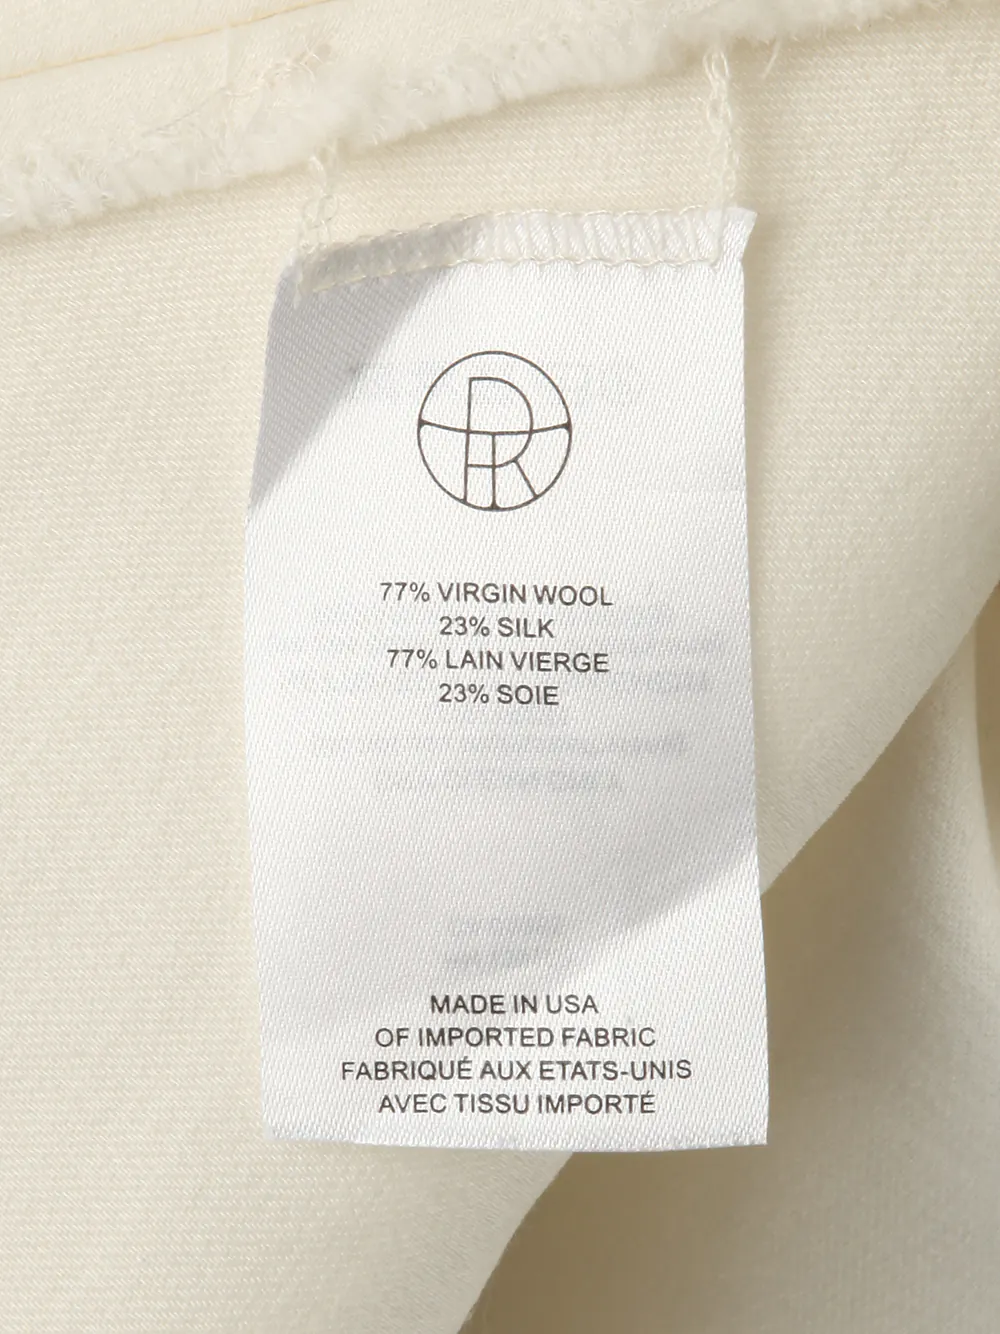 77% VIRGIN WOOL
23% SILK
77% LAIN VIERGE
23% SOIE
MADE IN USA
OF IMPORTED FABRIC
FABRIQUÉ AUX ETATS-UNIS
AVEC TISSU IMPORTÉ